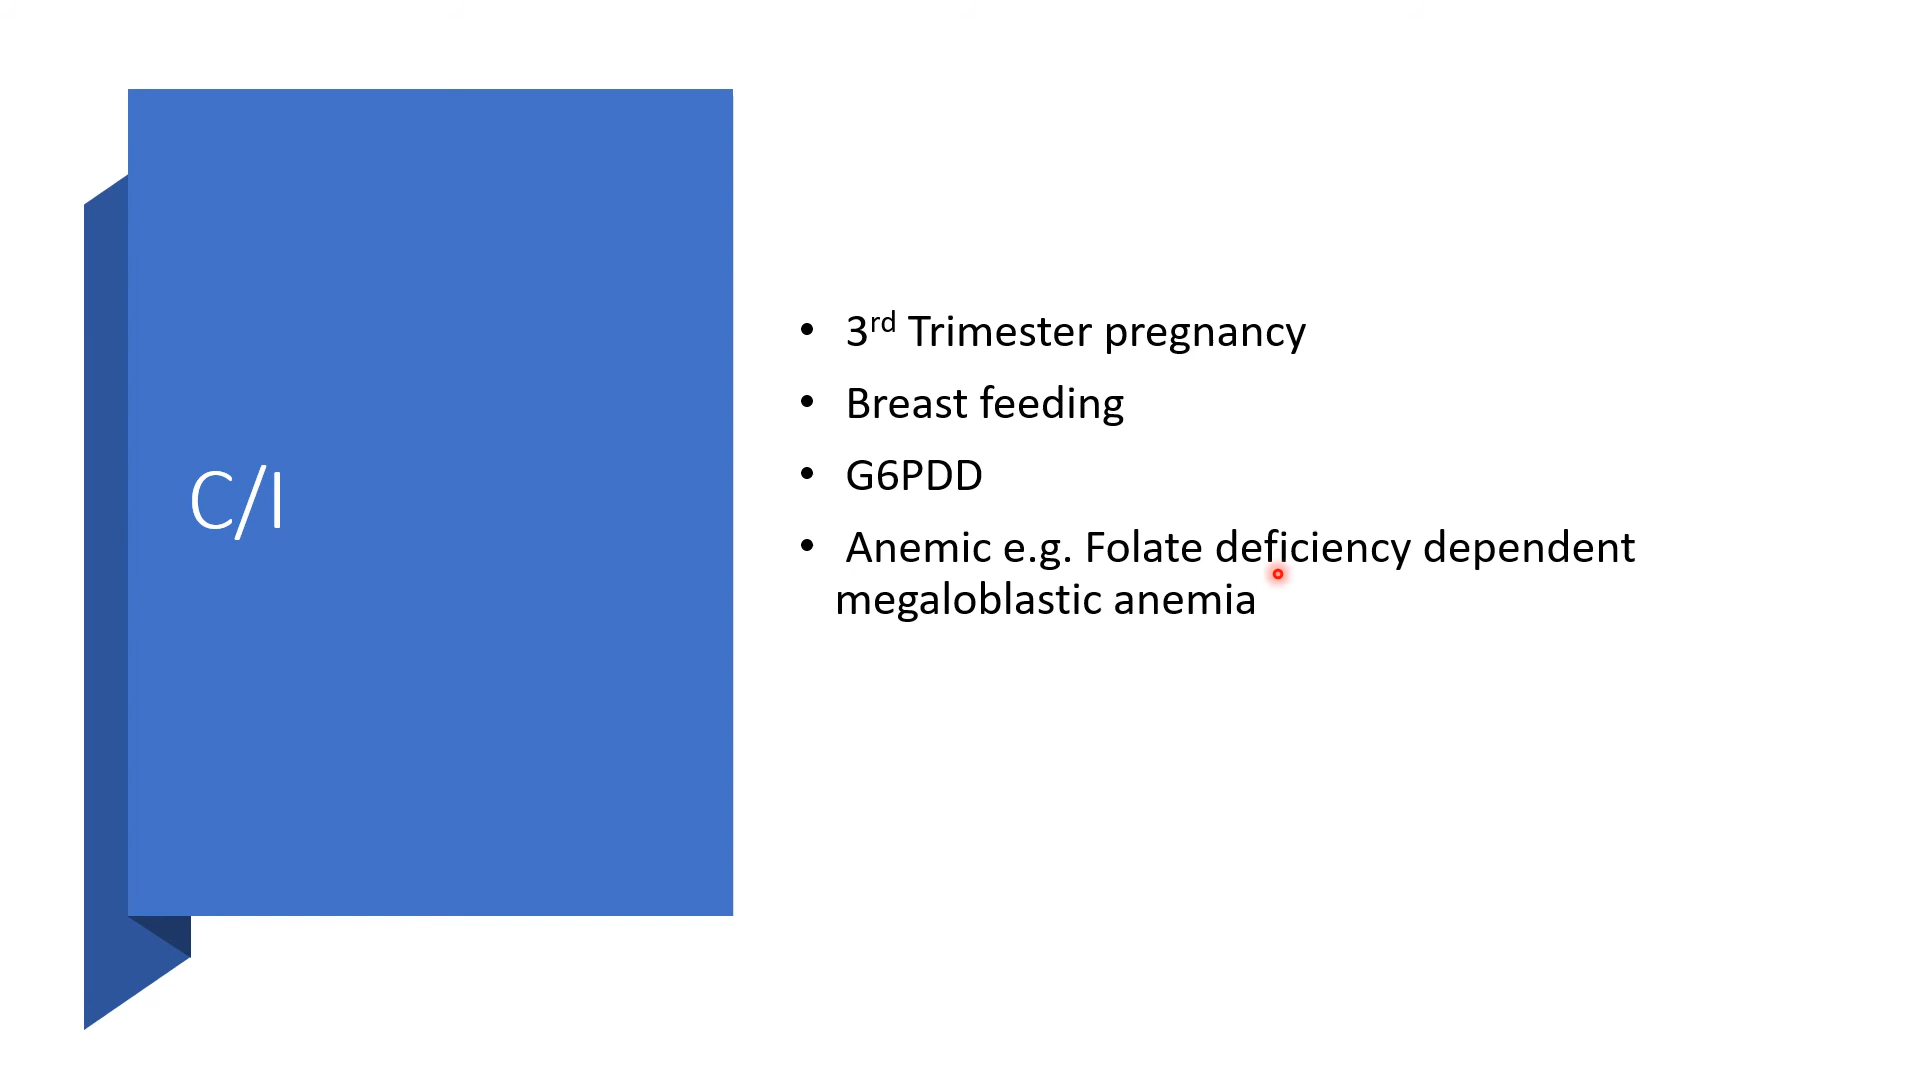 C/I
• 3rd Trimester pregnancy
• Breast feeding
• G6PDD
• Anemic e.g. Folate deficiency dependent
megaloblastic anemia